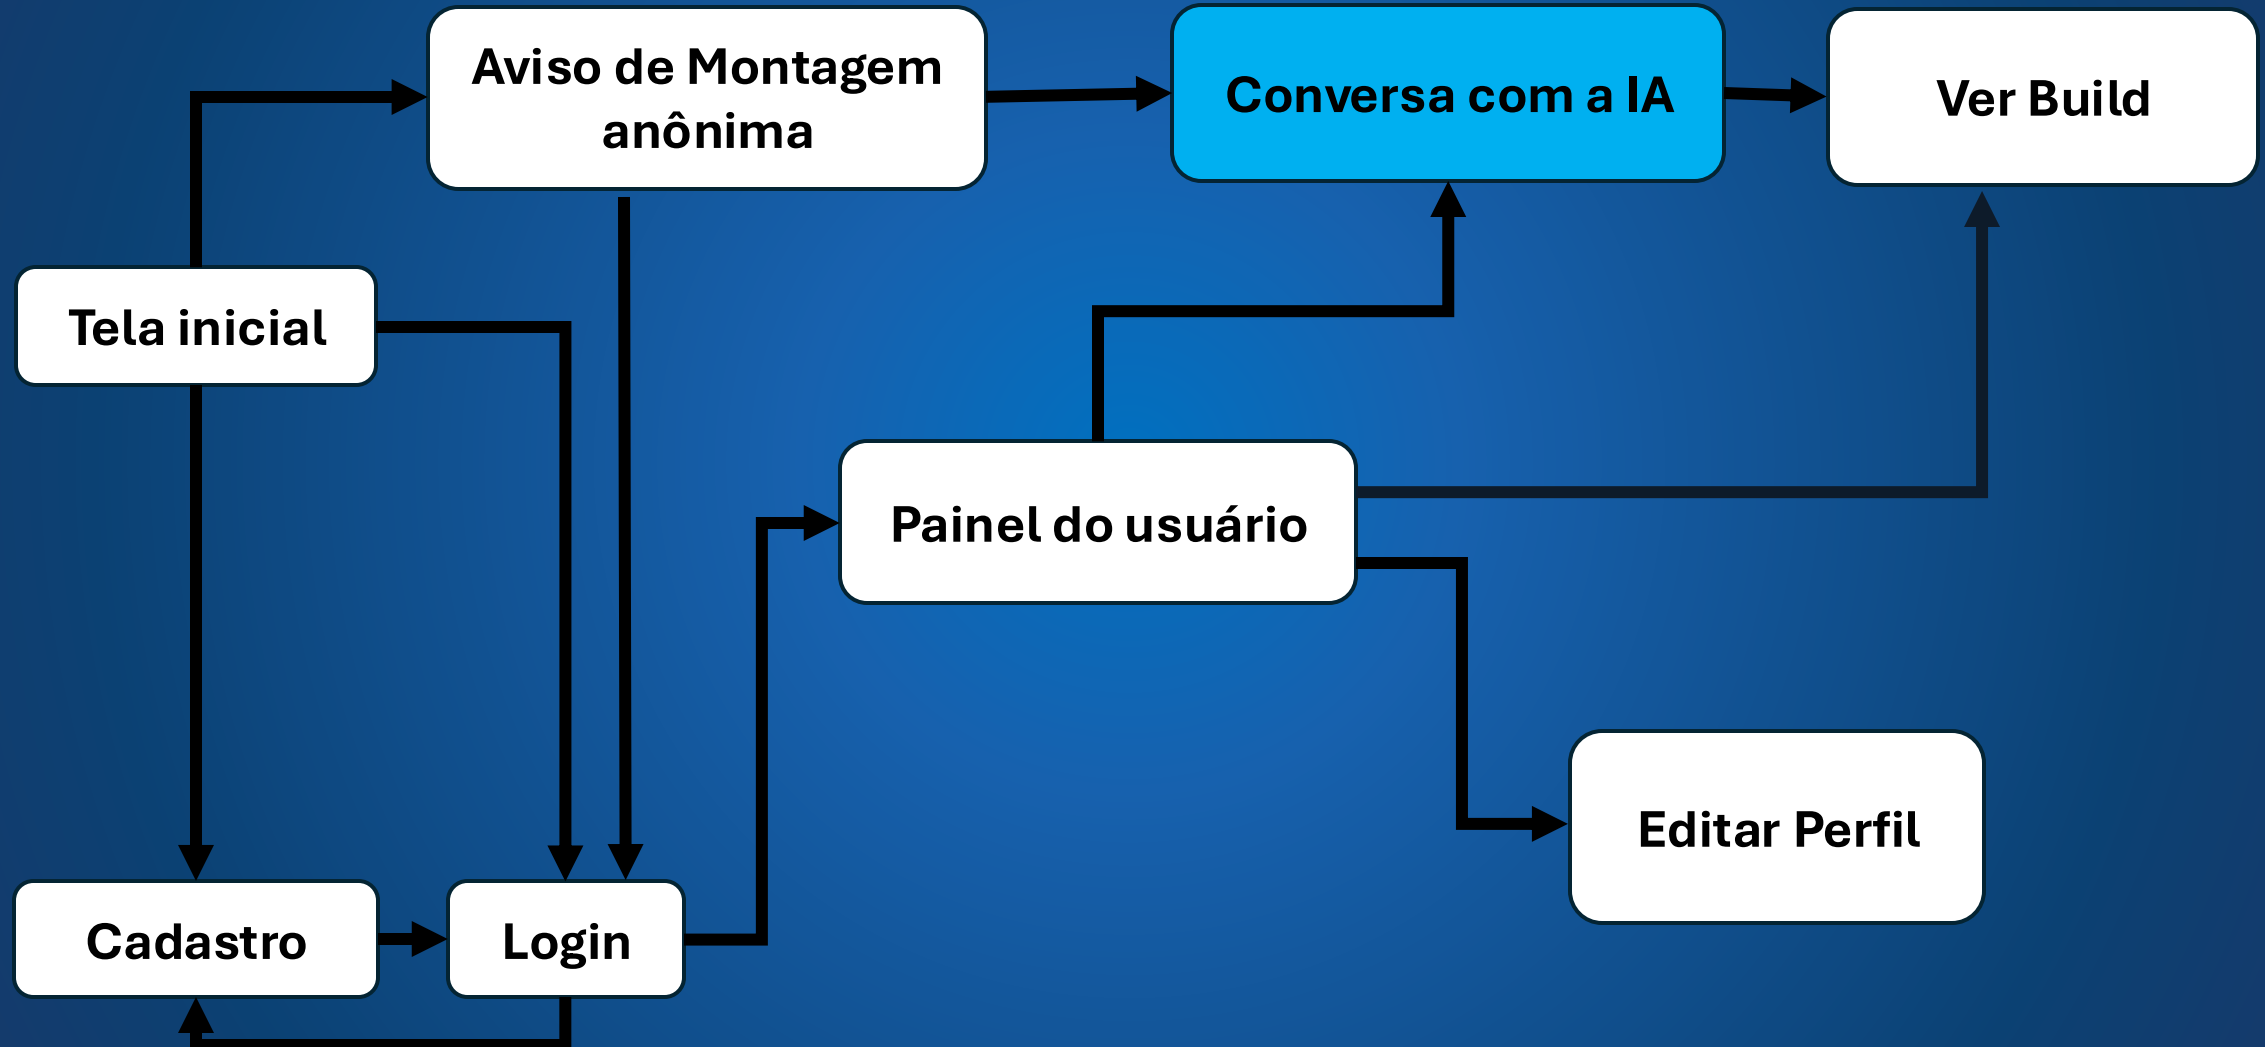 Aviso de Montagem
anônima
Conversa com a IA
Ver Build
Tela inicial
Painel do usuário
Editar Perfil
Cadastro
Login